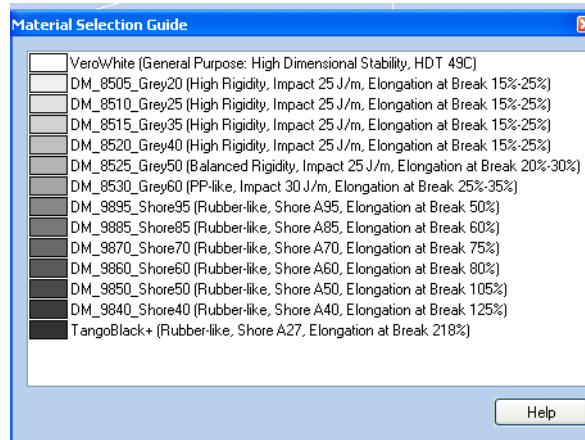 Material Selection Guide
VeroWhite (General Purpose: High Dimensional Stability, HDT 49C)
DM_8505_Grey20 (High Rigidity, Impact 25 J/m, Elongation at Break 15%-25%)
DM_8510_Grey25 (High Rigidity, Impact 25 J/m, Elongation at Break 15%-25%)
DM_8515_Grey35 (High Rigidity, Impact 25 J/m, Elongation at Break 15%-25%)
DM_8520_Grey40 (High Rigidity, Impact 25 J/m, Elongation at Break 15%-25%)
DM_8525_Grey50 (Balanced Rigidity, Impact 25 J/m, Elongation at Break 20%-30%)
DM_8530_Grey60 (PP-like, Impact 30 J/m, Elongation at Break 25%-35%)
DM_9895_Shore95 (Rubber-like, Shore A95, Elongation at Break 50%)
DM_9885_Shore85 (Rubber-like, Shore A85, Elongation at Break 60%)
DM_9870_Shore70 (Rubber-like, Shore A70, Elongation at Break 75%)
DM_9860_Shore60 (Rubber-like, Shore A60, Elongation at Break 80%)
DM_9850_Shore50 (Rubber-like, Shore A50, Elongation at Break 105%)
DM_9840_Shore40 (Rubber-like, Shore A40, Elongation at Break 125%)
TangoBlack+ (Rubber-like, Shore A27, Elongation at Break 218%)
Help